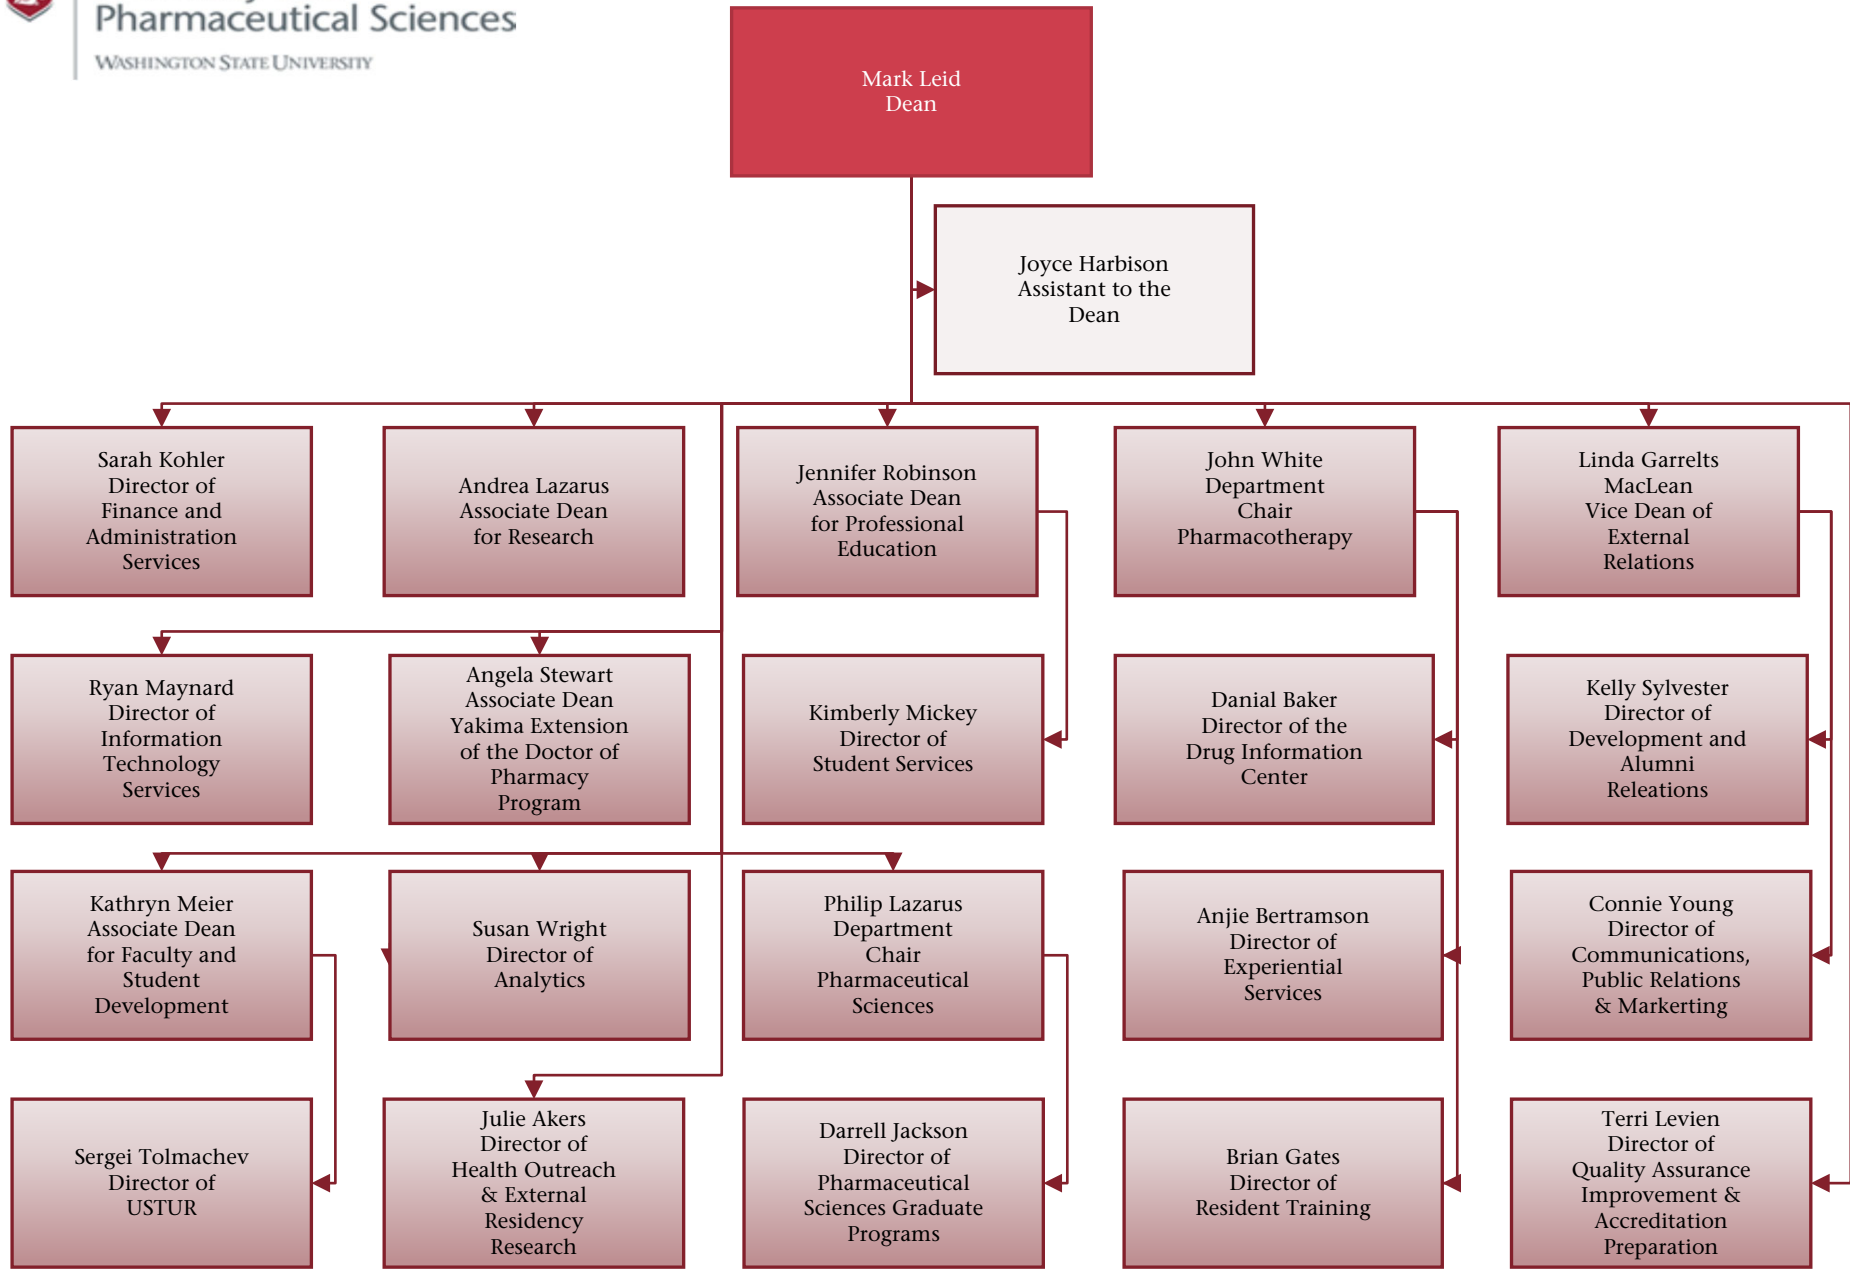 Pharmaceutical Sciences
WASHINGTON STATE UNIVERSITY
Mark Leid
Dean
Joyce Harbison
Assistant to the
Dean
Sarah Kohler
Director of
Finance and
Administration
Services
Andrea Lazarus
Associate Dean
for Research
Jennifer Robinson
Associate Dean
for Professional
Education
John White
Department
Chair
Pharmacotherapy
Linda Garrelts
MacLean
Vice Dean of
External
Relations
Ryan Maynard
Director of
Information
Technology
Services
Angela Stewart
Associate Dean
Yakima Extension
of the Doctor of
Pharmacy
Program
Kimberly Mickey
Director of
Student Services
Danial Baker
Director of the
Drug Information
Center
Kelly Sylvester
Director of
Development and
Alumni
Releations
Kathryn Meier
Associate Dean
for Faculty and
Student
Development
Susan Wright
Director of
Analytics
Philip Lazarus
Department
Chair
Pharmaceutical
Sciences
Anjie Bertramson
Director of
Experiential
Services
Connie Young
Director of
Communications,
Public Relations
& Markerting
Sergei Tolmachev
Director of
USTUR
Julie Akers
Director of
Health Outreach
& External
Residency
Research
Darrell Jackson
Director of
Pharmaceutical
Sciences Graduate
Programs
Brian Gates
Director of
Resident Training
Terri Levien
Director of
Quality Assurance
Improvement &
Accreditation
Preparation